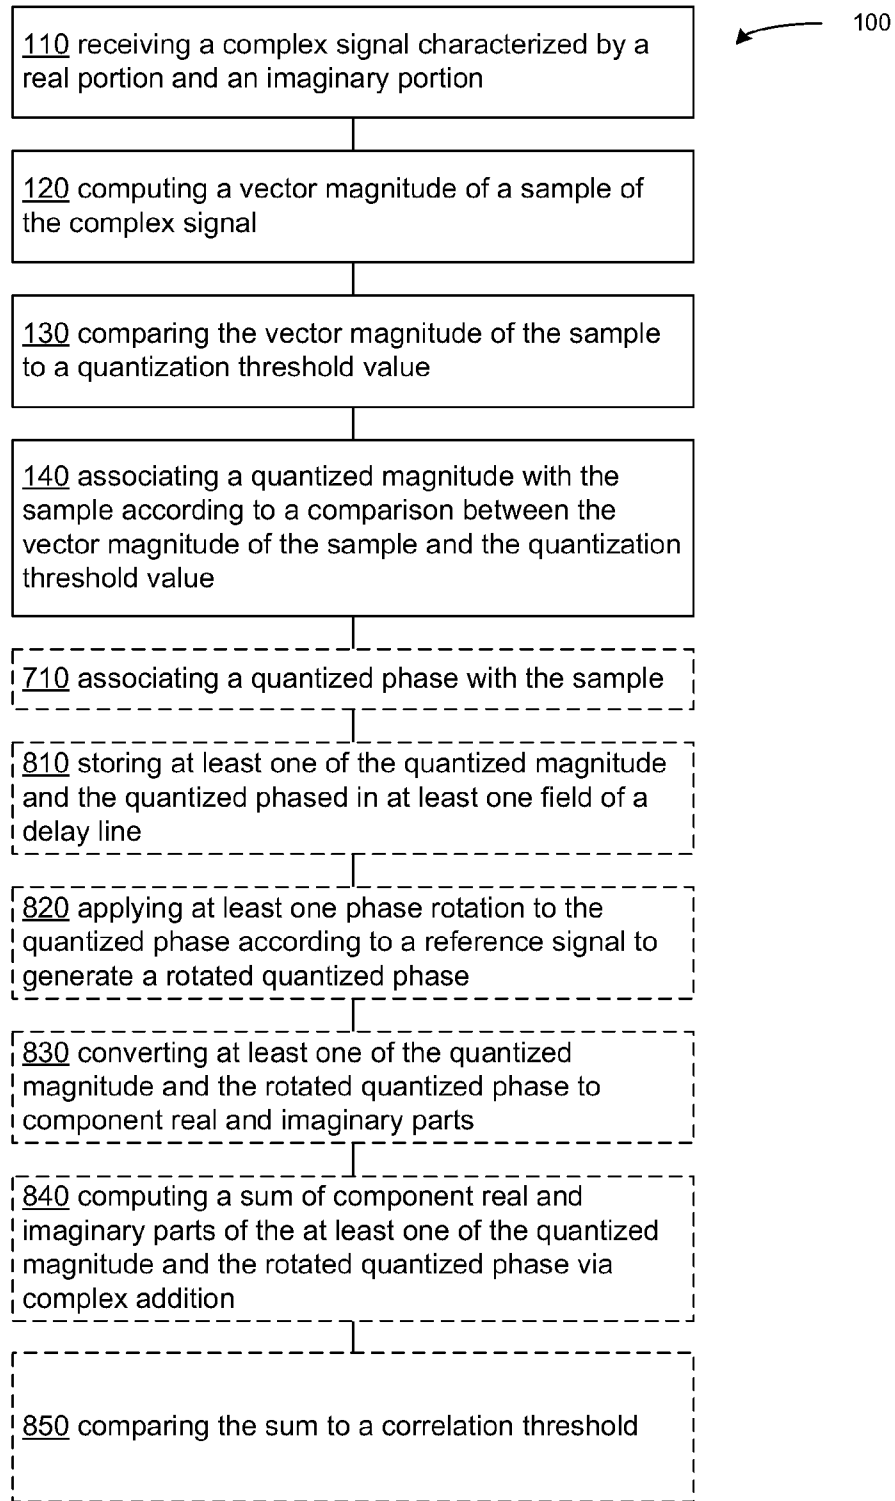 100
110 receiving a complex signal characterized by a
real portion and an imaginary portion
120 computing a vector magnitude of a sample of
the complex signal
130 comparing the vector magnitude of the sample
to a quantization threshold value
140 associating a quantized magnitude with the
sample according to a comparison between the
vector magnitude of the sample and the quantization
threshold value
710 associating a quantized phase with the sample
810 storing at least one of the quantized magnitude
and the quantized phased in at least one field of a
delay line
820 applying at least one phase rotation to the
quantized phase according to a reference signal to
generate a rotated quantized phase
830 converting at least one of the quantized
magnitude and the rotated quantized phase to
component real and imaginary parts
840 computing a sum of component real and
imaginary parts of the at least one of the quantized
magnitude and the rotated quantized phase via
complex addition
850 comparing the sum to a correlation threshold